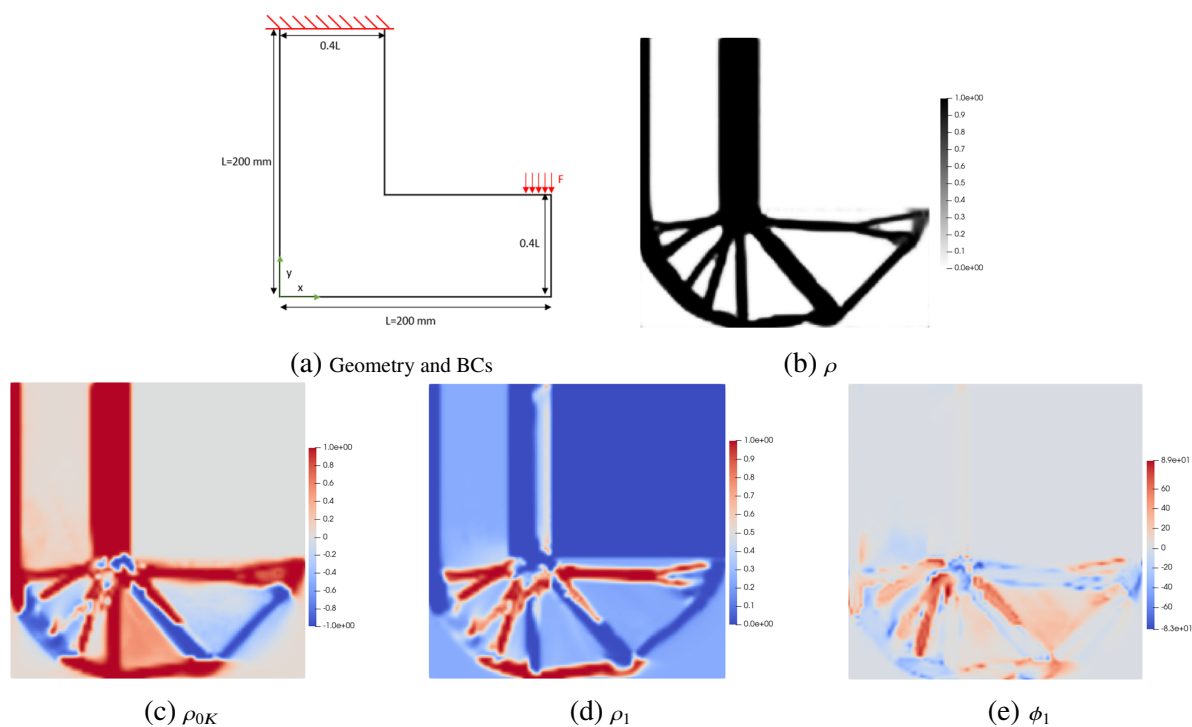 0.4L
L=200 mm
F
0.4L
y
x
L=200 mm
(a) Geometry and BCs
1.0e+00
0.9
0.8
0.7
0.6
0.5
0.4
0.3
0.2
0.1
0.0e+00
(b) ρ
1.0e+00
0.8
0.6
0.4
0.2
0
-0.2
-0.4
-0.6
-0.8
-1.0e+00
(c) ρ0K
1.0e+00
0.9
0.8
0.7
0.6
0.5
0.4
0.3
0.2
0.1
0.0e+00
(d) ρ1
8.9e+01
60
40
20
0
-20
-40
-60
-8.3e+01
(e) ϕ1